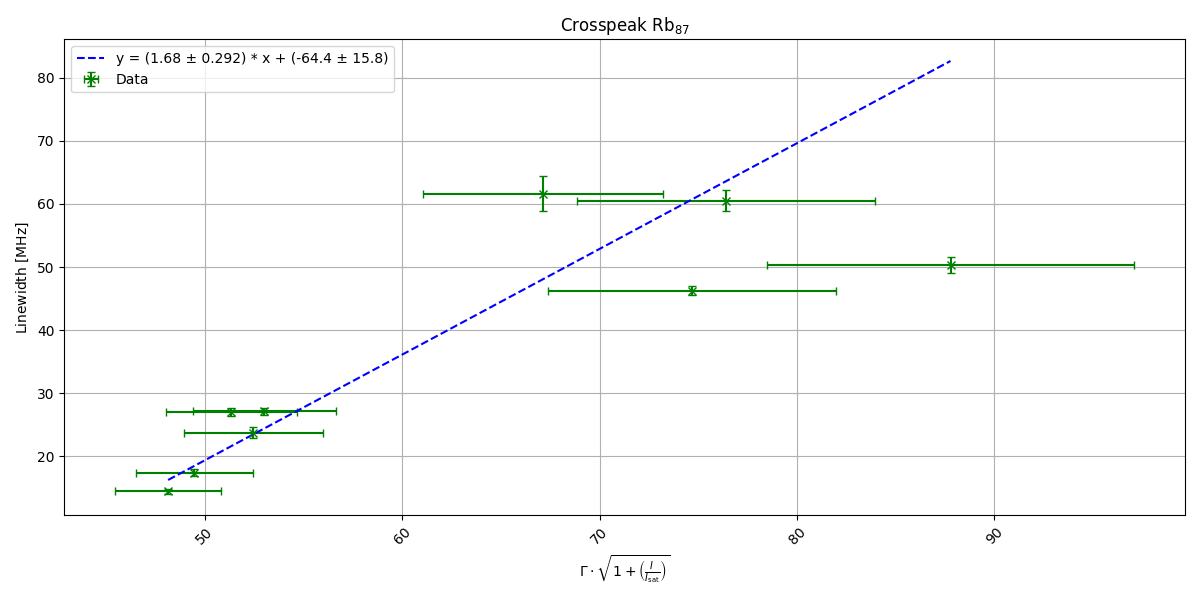 Crosspeak Rb₈₇
y = (1.68 ± 0.292) * x + (-64.4 ± 15.8)
Data
Linewidth [MHz]
80
70
60
50
40
30
20
50 60 70 80 90
Γ · √(1 + (I/I_sat))